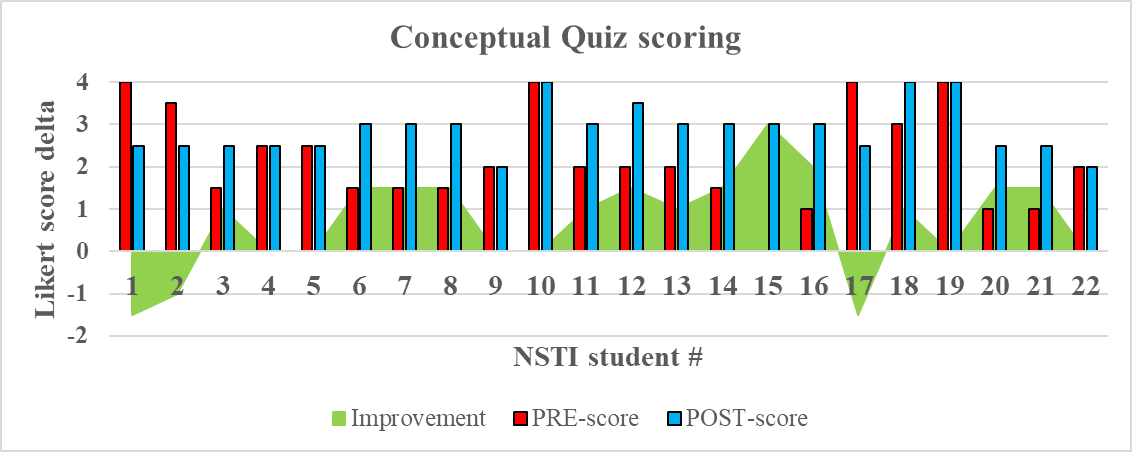 Conceptual Quiz scoring
Likert score delta
4
3
2
1
0
-1
-2
1 2 3 4 5 6 7 8 9 10 11 12 13 14 15 16 17 18 19 20 21 22
NSTI student #
Improvement PRE-score POST-score